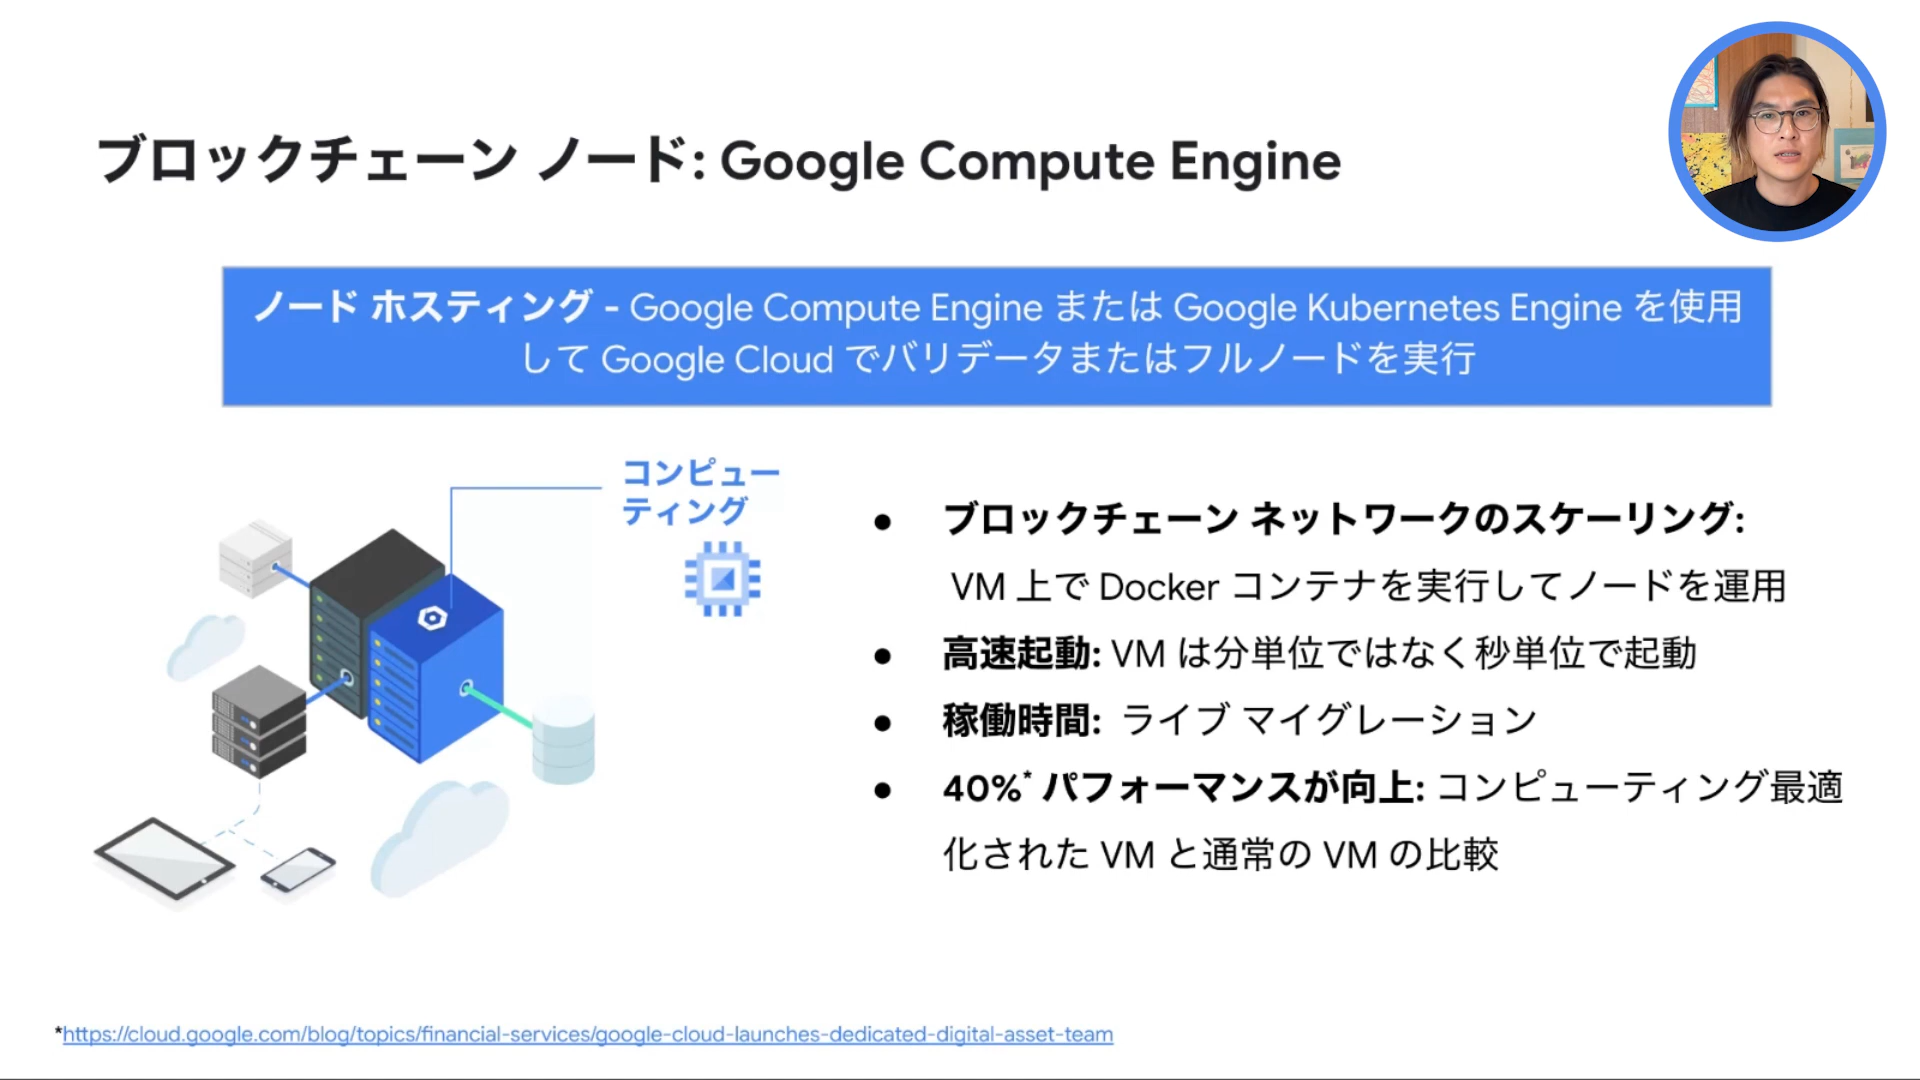 ブロックチェーン ノード: Google Compute Engine
ノード ホスティング - Google Compute Engine または Google Kubernetes Engine を使用
して Google Cloud でバリデータまたはフルノードを実行
コンピュー
ティング
● ブロックチェーン ネットワークのスケーリング:
VM 上で Docker コンテナを実行してノードを運用
● 高速起動: VM は分単位ではなく秒単位で起動
● 稼働時間: ライブ マイグレーション
● 40%* パフォーマンスが向上: コンピューティング最適
化された VM と通常の VM の比較
*https://cloud.google.com/blog/topics/financial-services/google-cloud-launches-dedicated-digital-asset-team